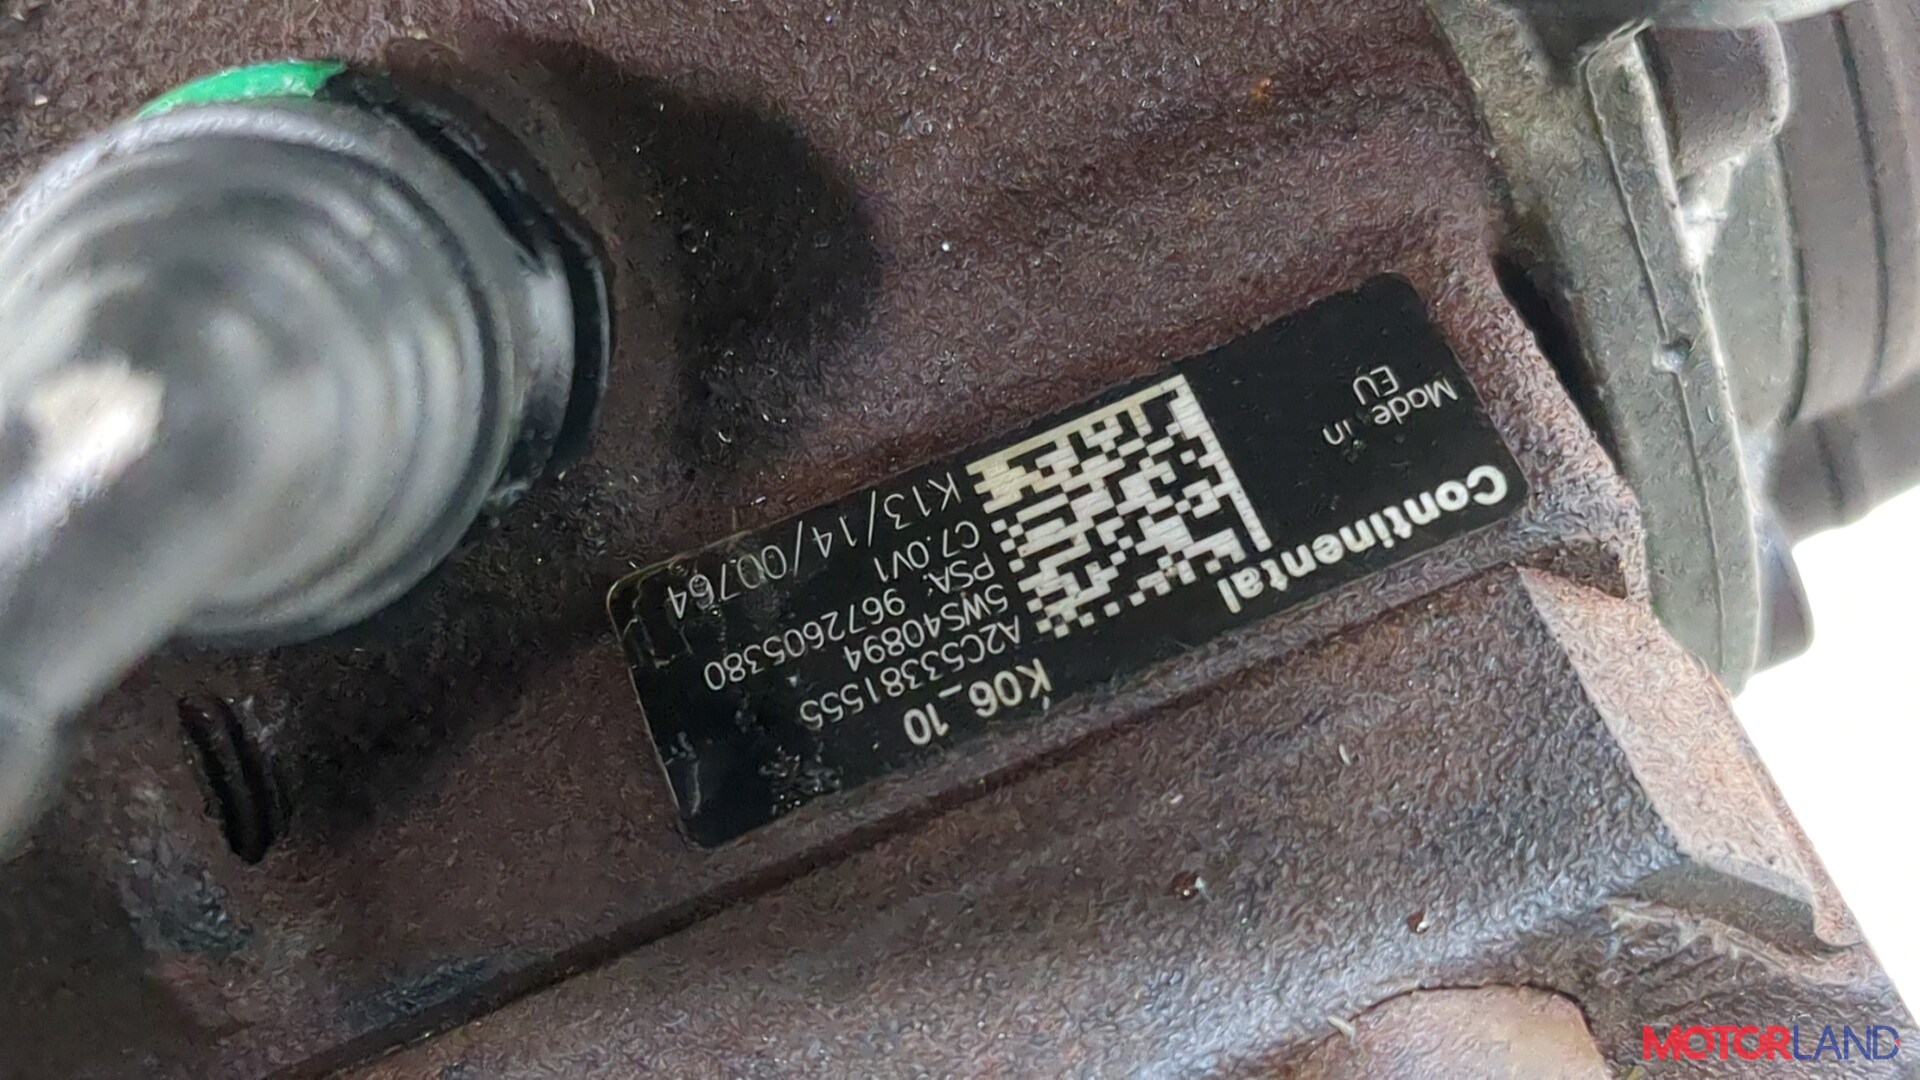 Continental
Made in
EU
K06_10
A2C53381555
5WS40894
PSA: 9672605380
C7.0V1
K13/14/00764
MOTORLAND